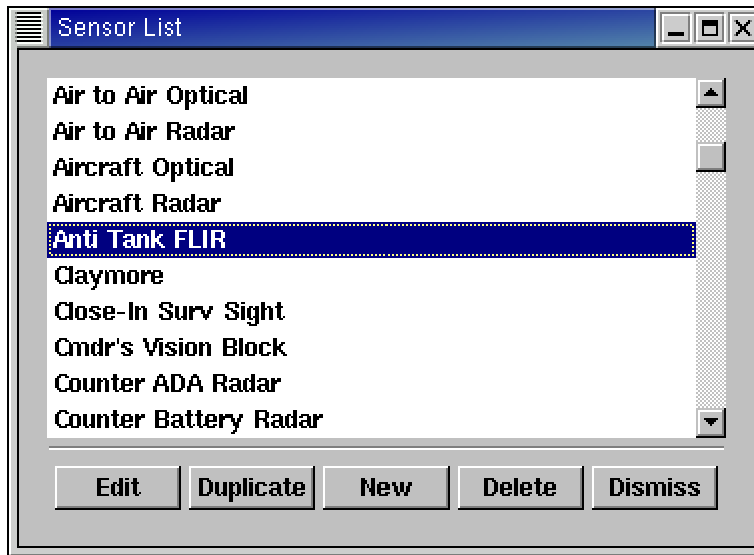 Sensor List
Air to Air Optical
Air to Air Radar
Aircraft Optical
Aircraft Radar
Anti Tank FLIR
Claymore
Close-In Surv Sight
Cmdr's Vision Block
Counter ADA Radar
Counter Battery Radar
Edit Duplicate New Delete Dismiss